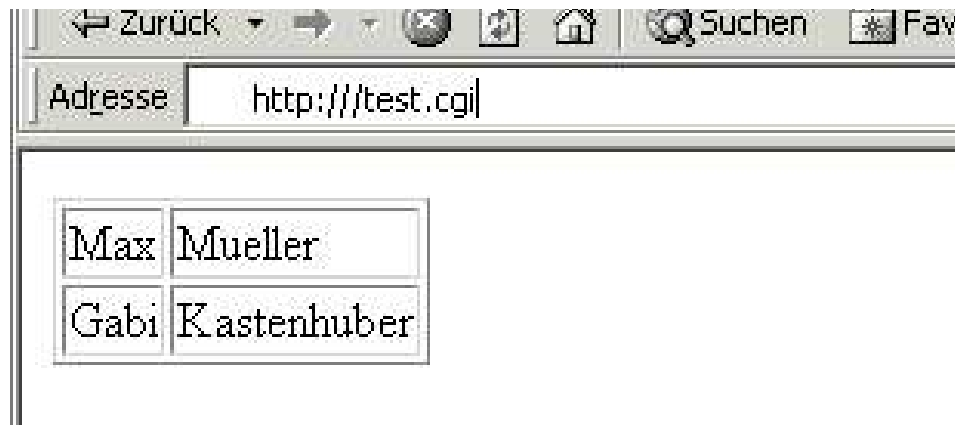 Zurück Suchen Fav
Adresse http:///test.cgi
Max Mueller
Gabi Kastenhuber